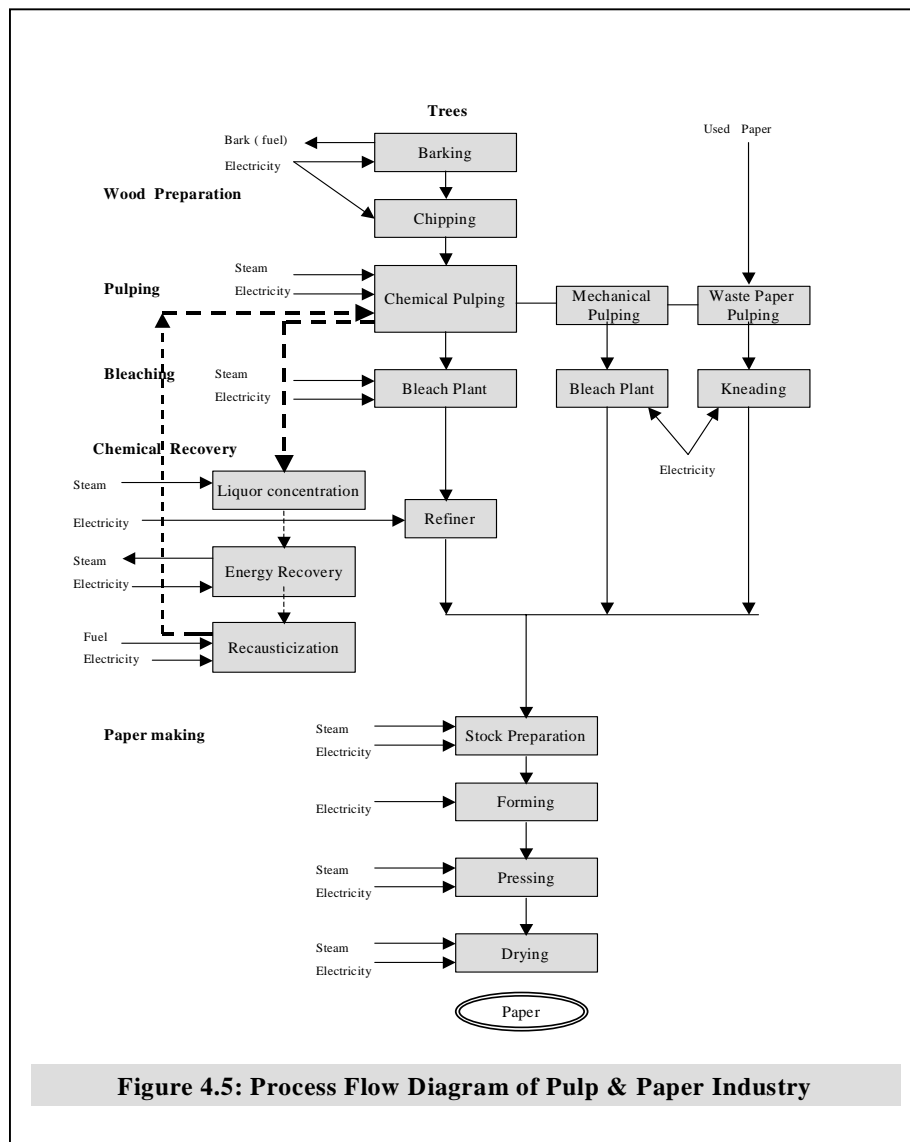 Trees
Bark ( fuel)
Used Paper
Barking
Electricity
Wood Preparation
Chipping
Steam
Pulping
Electricity
Chemical Pulping
Mechanical
Pulping
Waste Paper
Pulping
Bleaching
Steam
Electricity
Bleach Plant
Bleach Plant
Kneading
Chemical Recovery
Electricity
Steam
Liquor concentration
Electricity
Refiner
Steam
Energy Recovery
Electricity
Fuel
Recausticization
Electricity
Paper making
Steam
Stock Preparation
Electricity
Electricity
Forming
Steam
Pressing
Electricity
Steam
Drying
Electricity
Paper
Figure 4.5: Process Flow Diagram of Pulp & Paper Industry